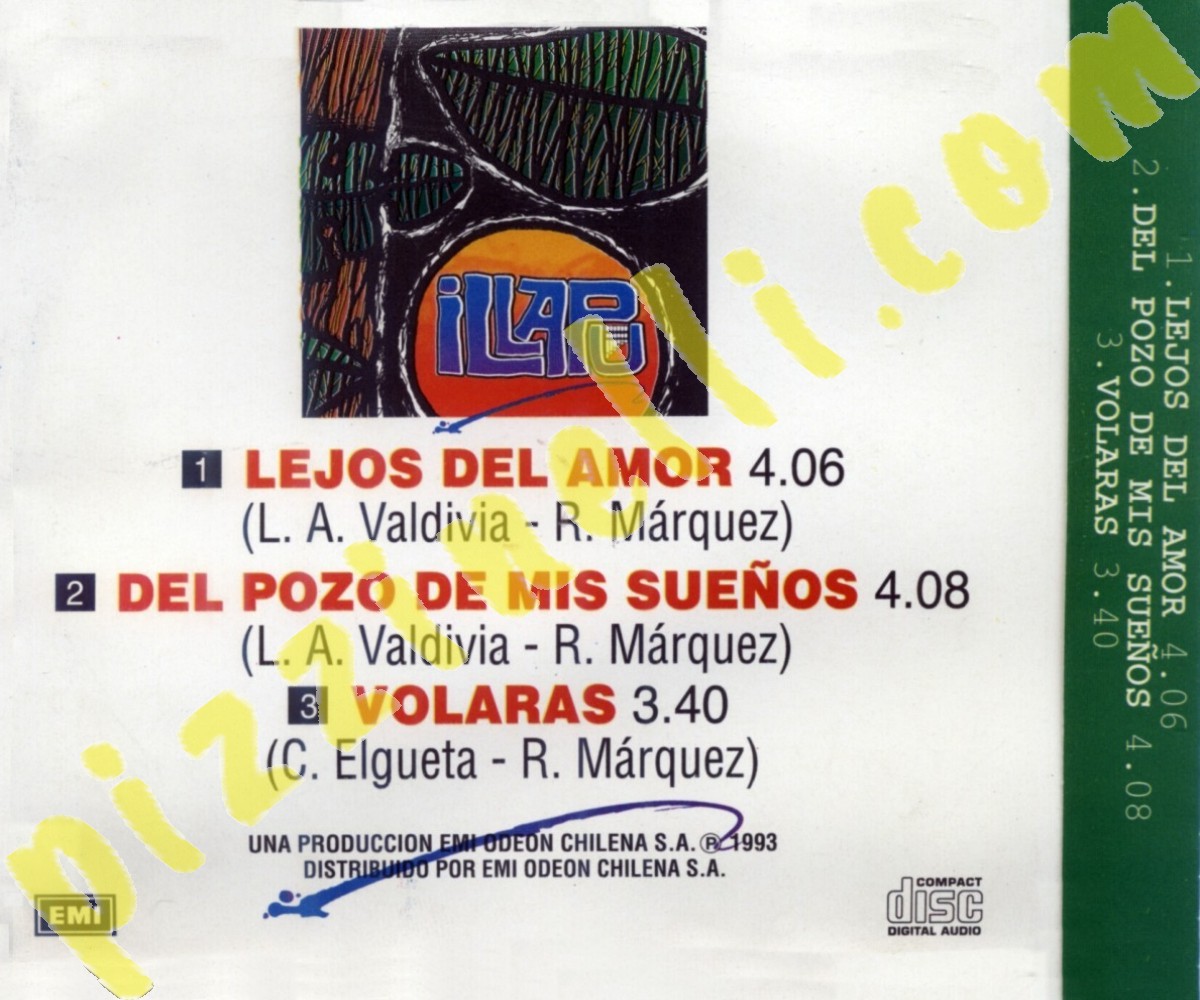 iLLAPU
1 LEJOS DEL AMOR 4.06
(L. A. Valdivia - R. Márquez)
2 DEL POZO DE MIS SUEÑOS 4.08
(L. A. Valdivia - R. Márquez)
3 VOLARAS 3.40
(C. Elgueta - R. Márquez)
UNA PRODUCCION EMI ODEON CHILENA S.A. ℗ 1993
DISTRIBUIDO POR EMI ODEON CHILENA S.A.
EMI
COMPACT
disc
DIGITAL AUDIO
1.LEJOS DEL AMOR 4.06
2.DEL POZO DE MIS SUEÑOS 4.08
3.VOLARAS 3.40
pizzineli.com